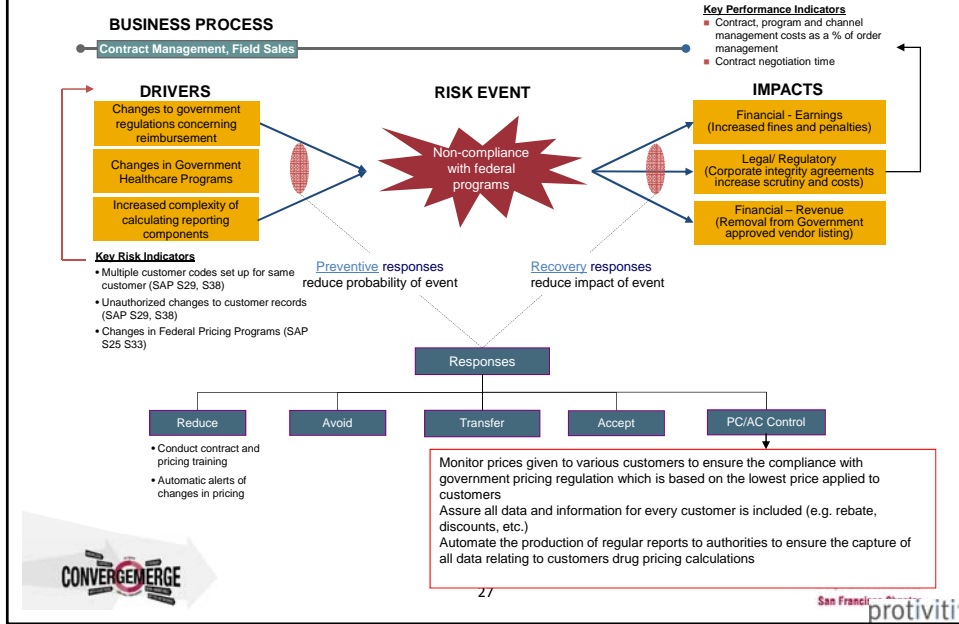 Key Performance Indicators
■ Contract, program and channel
management costs as a % of order
management
■ Contract negotiation time
BUSINESS PROCESS
Contract Management, Field Sales
DRIVERS
RISK EVENT
IMPACTS
Changes to government
regulations concerning
reimbursement
Changes in Government
Healthcare Programs
Increased complexity of
calculating reporting
components
Non-compliance
with federal
programs
Financial - Earnings
(Increased fines and penalties)
Legal/ Regulatory
(Corporate integrity agreements
increase scrutiny and costs)
Financial – Revenue
(Removal from Government
approved vendor listing)
Key Risk Indicators
• Multiple customer codes set up for same
customer (SAP S29, S38)
• Unauthorized changes to customer records
(SAP S29, S38)
• Changes in Federal Pricing Programs (SAP
S25 S33)
Preventive responses
reduce probability of event
Recovery responses
reduce impact of event
Responses
Reduce
Avoid
Transfer
Accept
PC/AC Control
• Conduct contract and
pricing training
• Automatic alerts of
changes in pricing
Monitor prices given to various customers to ensure the compliance with
government pricing regulation which is based on the lowest price applied to
customers
Assure all data and information for every customer is included (e.g. rebate,
discounts, etc.)
Automate the production of regular reports to authorities to ensure the capture of
all data relating to customers drug pricing calculations
CONVERGEMERGE
27
San Francisco
protiviti